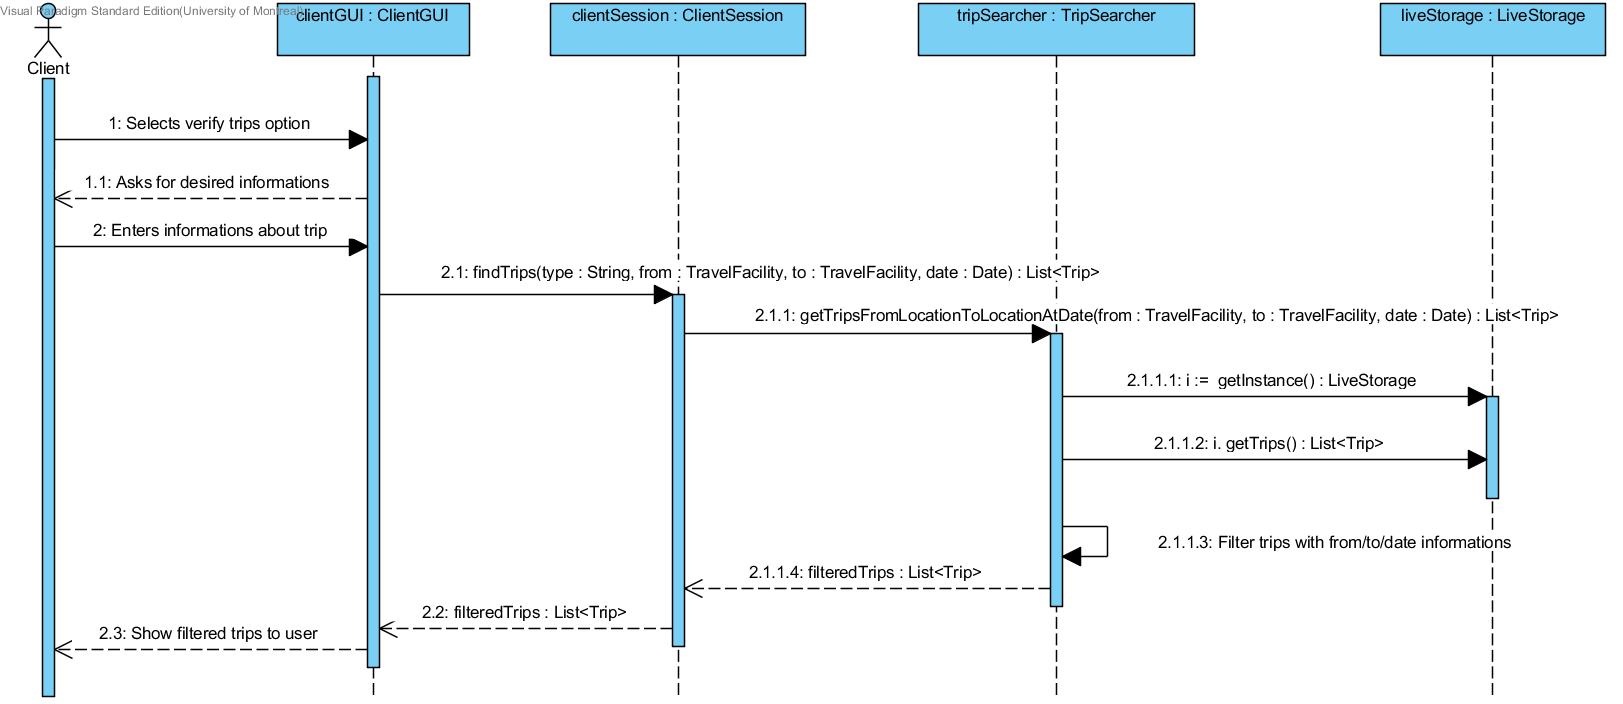 Visual Paradigm Standard Edition(University of Montreal)
clientGUI : ClientGUI
clientSession : ClientSession
tripSearcher : TripSearcher
liveStorage : LiveStorage
Client
1: Selects verify trips option
1.1: Asks for desired informations
2: Enters informations about trip
2.1: findTrips(type : String, from : TravelFacility, to : TravelFacility, date : Date) : List<Trip>
2.1.1: getTripsFromLocationToLocationAtDate(from : TravelFacility, to : TravelFacility, date : Date) : List<Trip>
2.1.1.1: i :=  getInstance() : LiveStorage
2.1.1.2: i. getTrips() : List<Trip>
2.1.1.3: Filter trips with from/to/date informations
2.1.1.4: filteredTrips : List<Trip>
2.2: filteredTrips : List<Trip>
2.3: Show filtered trips to user